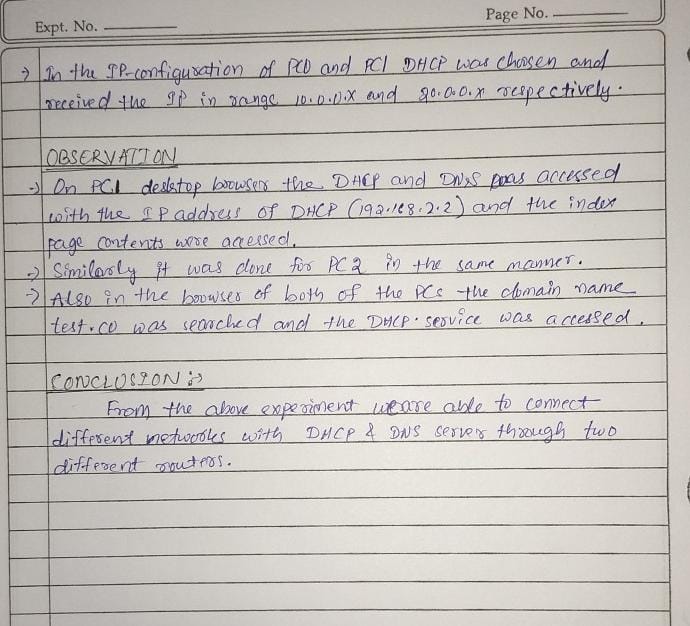 Expt. No.
Page No.
→ In the IP-configuration of PC0 and PC1 DHCP was choosen and
received the IP in range 10.0.0.x and 20.0.0.x respectively.
OBSERVATION
→ On PC1 desktop browser the DHCP and DNS was accessed
with the IP address of DHCP (192.168.2.2) and the index
page contents were accessed.
→ Similarly it was done for PC2 in the same manner.
→ Also in the browser of both of the PCs the domain name
test.co was searched and the DHCP service was accessed.
CONCLUSION :→
From the above experiment we are able to connect
different networks with DHCP & DNS server through two
different routers.